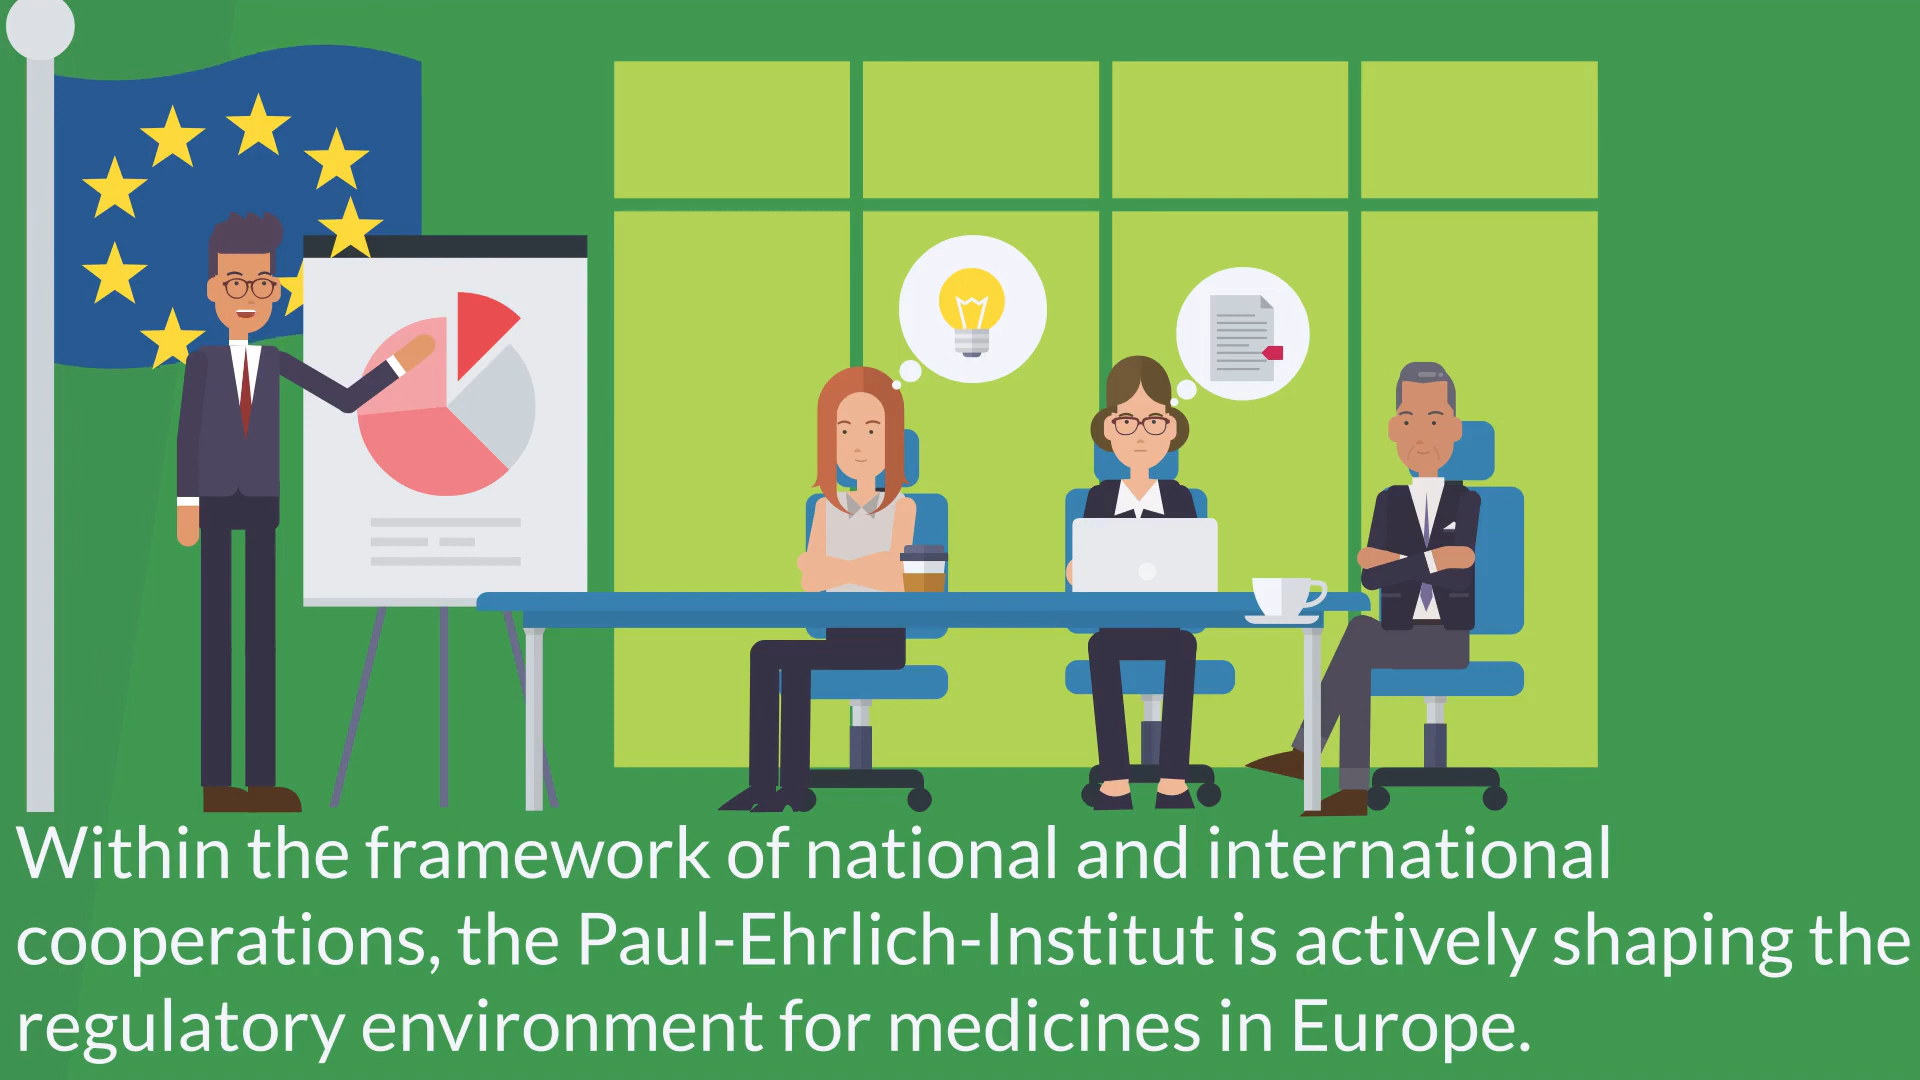 Within the framework of national and international
cooperations, the Paul-Ehrlich-Institut is actively shaping the
regulatory environment for medicines in Europe.